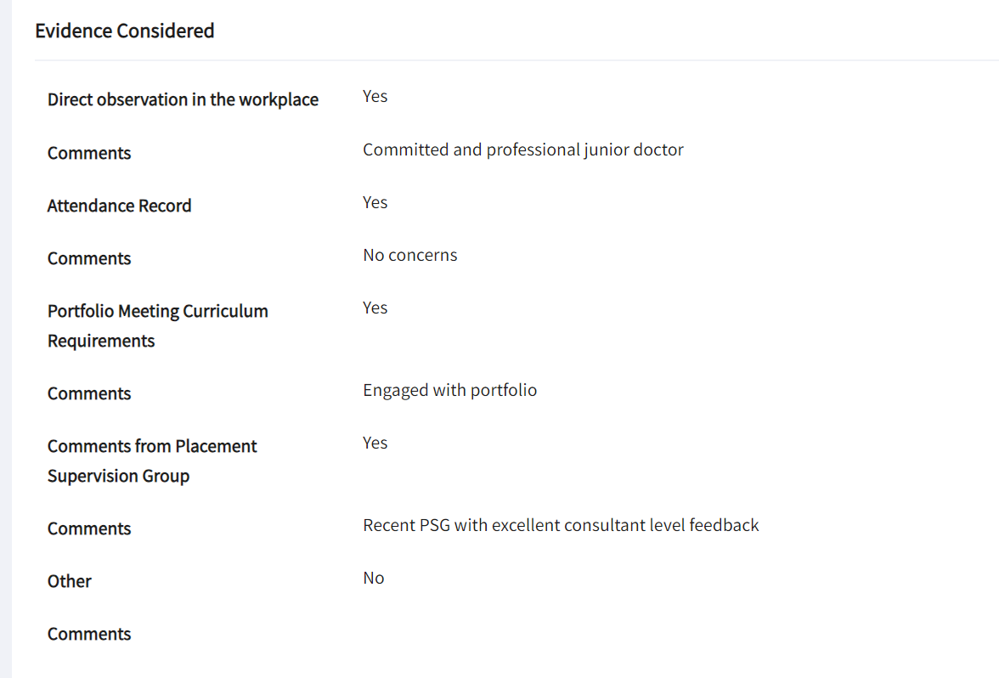 Evidence Considered
Direct observation in the workplace Yes
Comments Committed and professional junior doctor
Attendance Record Yes
Comments No concerns
Portfolio Meeting Curriculum Yes
Requirements
Comments Engaged with portfolio
Comments from Placement Yes
Supervision Group
Comments Recent PSG with excellent consultant level feedback
Other No
Comments